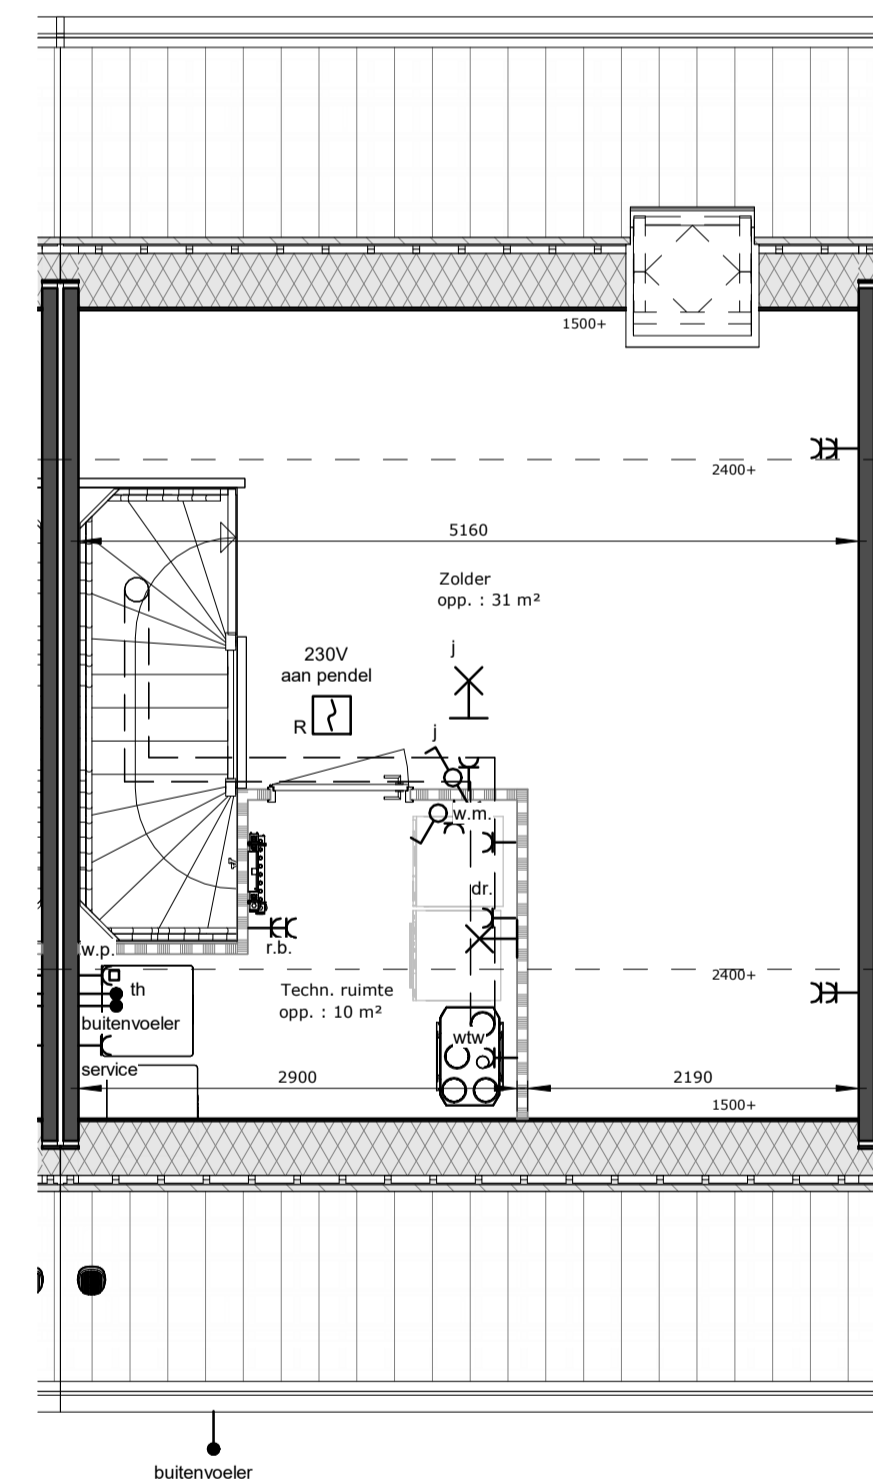 1500+
2400+
5160
Zolder
opp. : 31 m²
230V
aan pendel
j
R
j
w.m.
dr.
w.p.
r.b.
th
Techn. ruimte
opp. : 10 m²
2400+
buitenvoeler
wtw
service
2900
2190
1500+
buitenvoeler